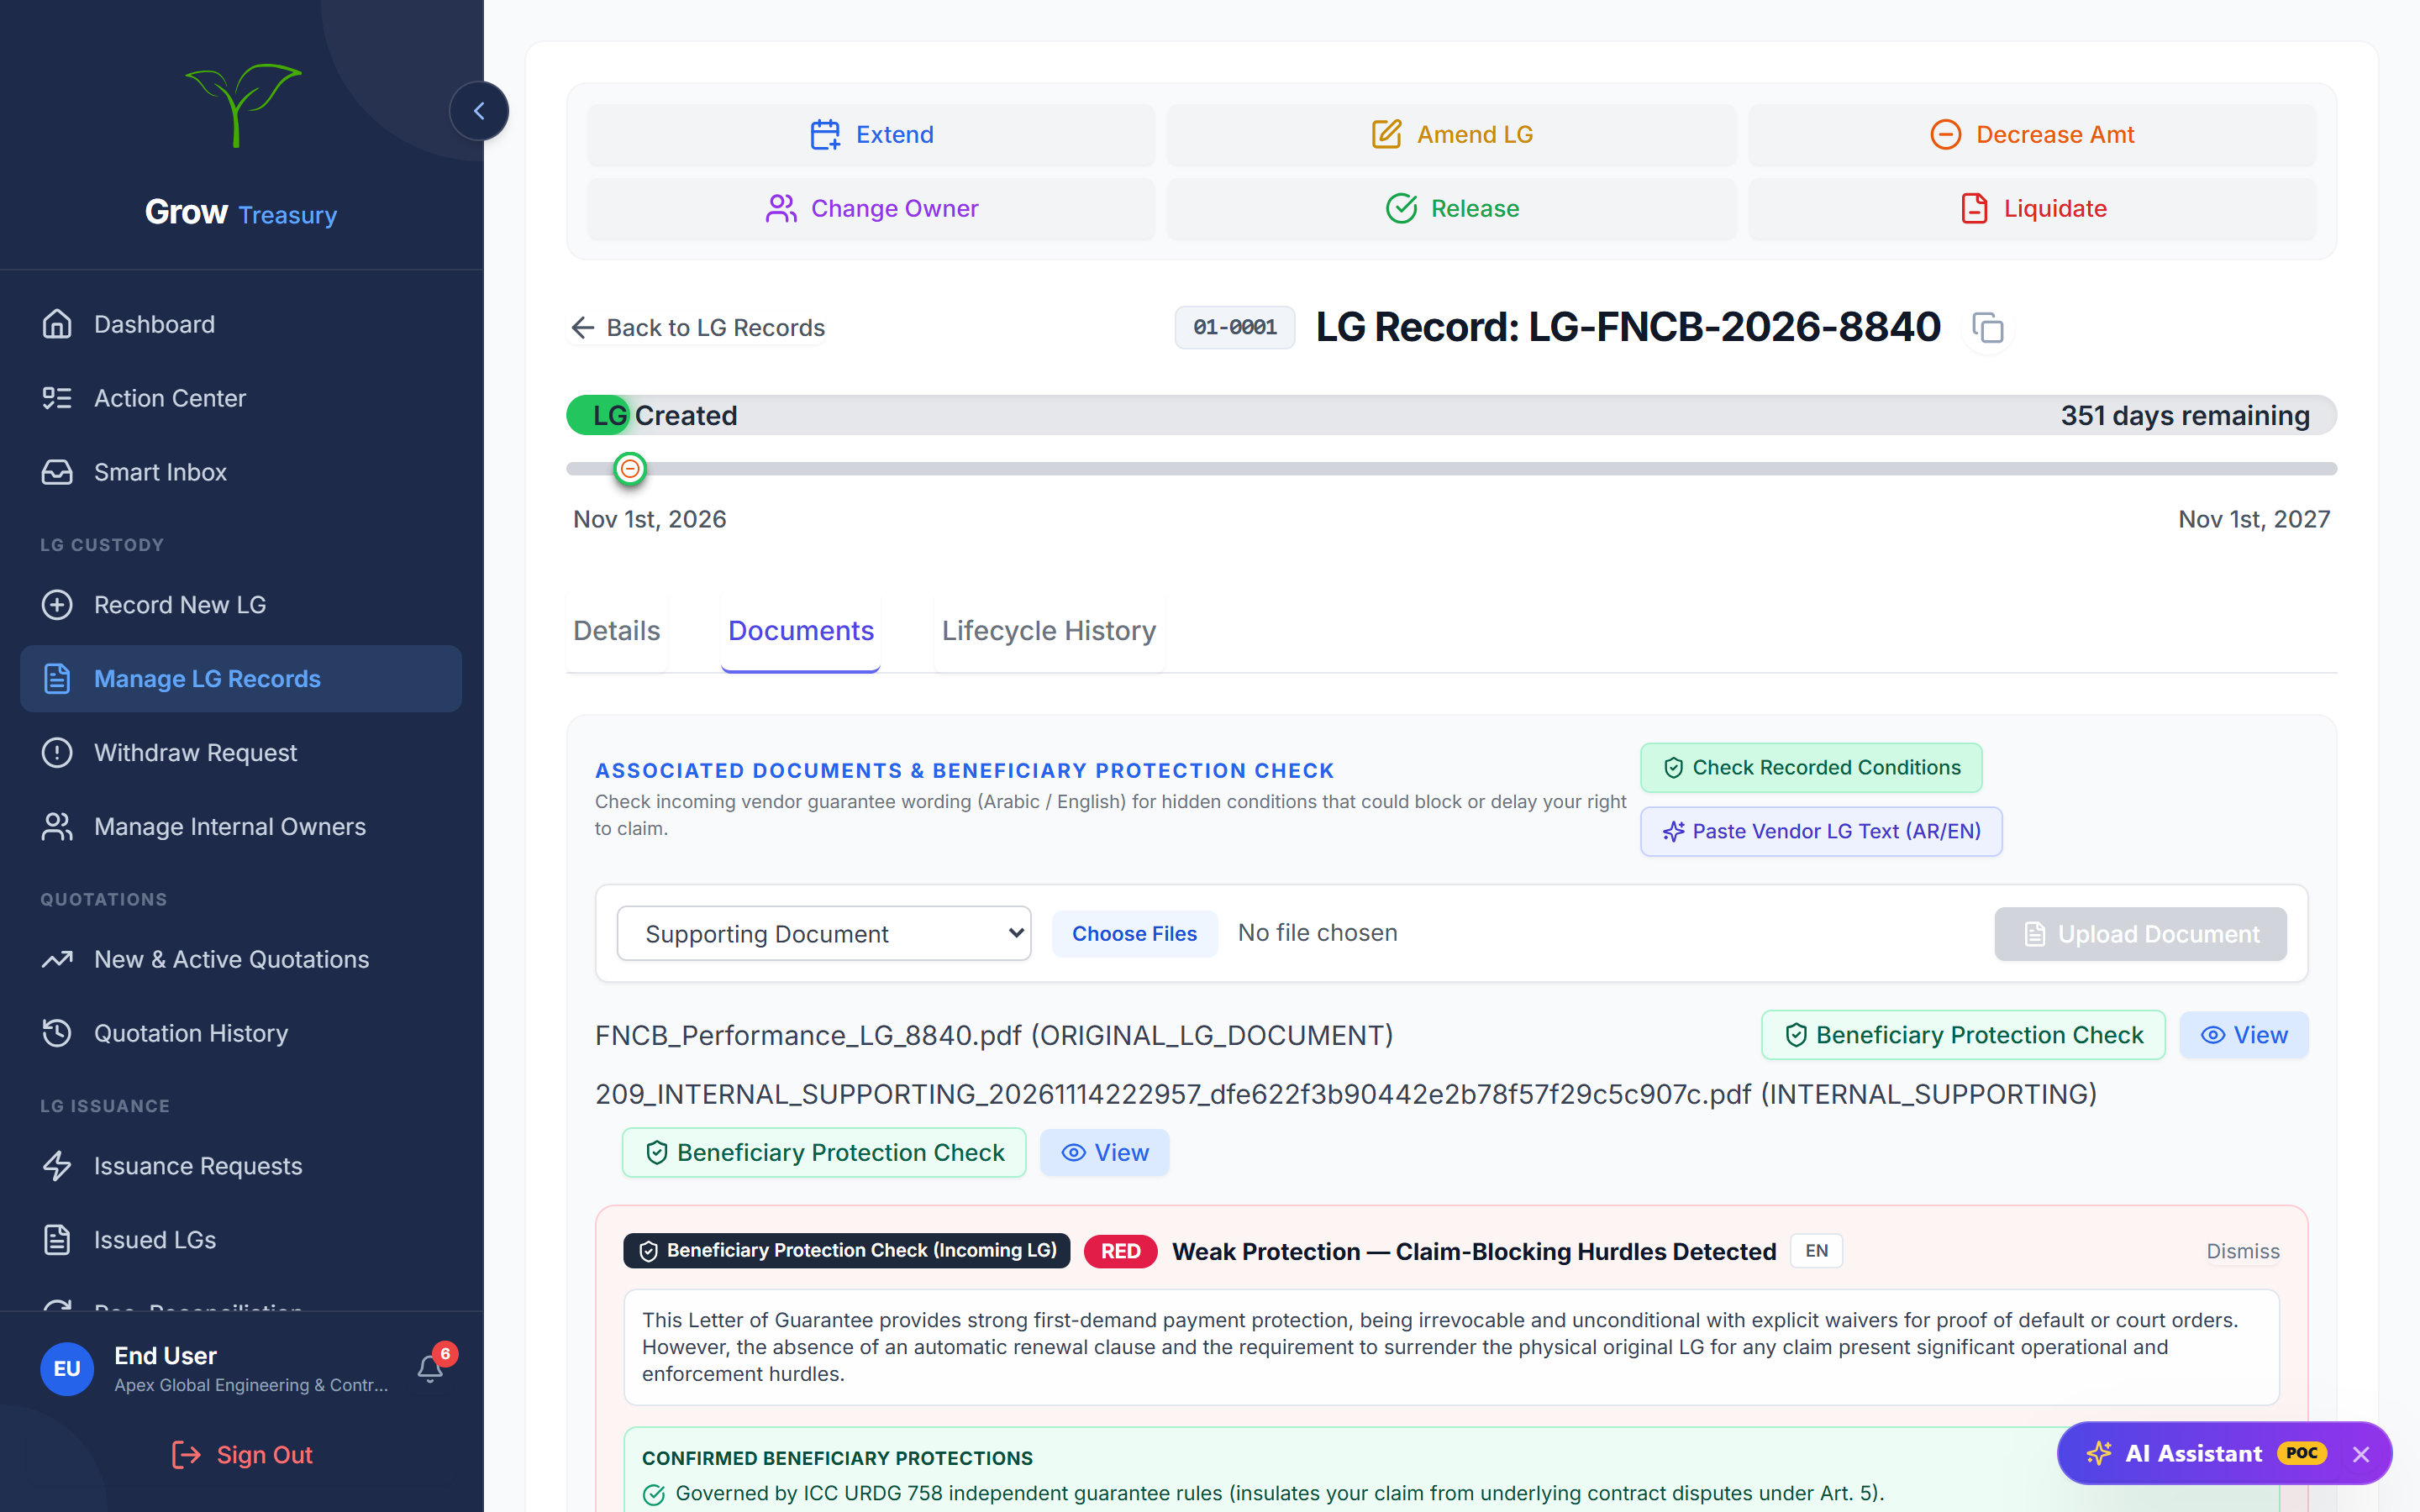 Grow Treasury
Dashboard
Action Center
Smart Inbox
LG CUSTODY
Record New LG
Manage LG Records
Withdraw Request
Manage Internal Owners
QUOTATIONS
New & Active Quotations
Quotation History
LG ISSUANCE
Issuance Requests
Issued LGs
EU
End User
Apex Global Engineering & Contr...
6
Sign Out
Extend
Amend LG
Decrease Amt
Change Owner
Release
Liquidate
Back to LG Records
01-0001
LG Record: LG-FNCB-2026-8840
LG Created
351 days remaining
Nov 1st, 2026
Nov 1st, 2027
Details
Documents
Lifecycle History
ASSOCIATED DOCUMENTS & BENEFICIARY PROTECTION CHECK
Check incoming vendor guarantee wording (Arabic / English) for hidden conditions that could block or delay your right
to claim.
Check Recorded Conditions
Paste Vendor LG Text (AR/EN)
Supporting Document
Choose Files
No file chosen
Upload Document
FNCB_Performance_LG_8840.pdf (ORIGINAL_LG_DOCUMENT)
Beneficiary Protection Check
View
209_INTERNAL_SUPPORTING_20261114222957_dfe622f3b90442e2b78f57f29c5c907c.pdf (INTERNAL_SUPPORTING)
Beneficiary Protection Check
View
Beneficiary Protection Check (Incoming LG)
RED
Weak Protection — Claim-Blocking Hurdles Detected
EN
Dismiss
This Letter of Guarantee provides strong first-demand payment protection, being irrevocable and unconditional with explicit waivers for proof of default or court orders.
However, the absence of an automatic renewal clause and the requirement to surrender the physical original LG for any claim present significant operational and
enforcement hurdles.
CONFIRMED BENEFICIARY PROTECTIONS
Governed by ICC URDG 758 independent guarantee rules (insulates your claim from underlying contract disputes under Art. 5).
AI Assistant
POC